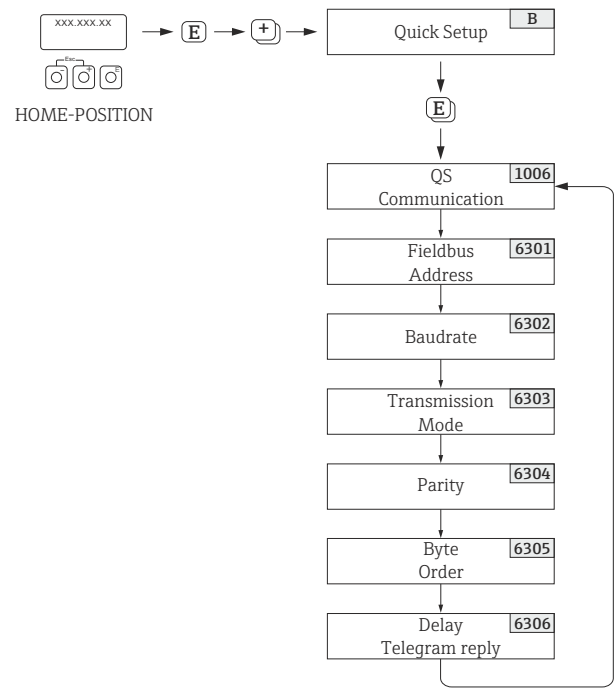 XXX.XXX.XX
Esc
- + E
HOME-POSITION
E
+
Quick Setup
B
E
QS
Communication
1006
Fieldbus
Address
6301
Baudrate
6302
Transmission
Mode
6303
Parity
6304
Byte
Order
6305
Delay
Telegram reply
6306